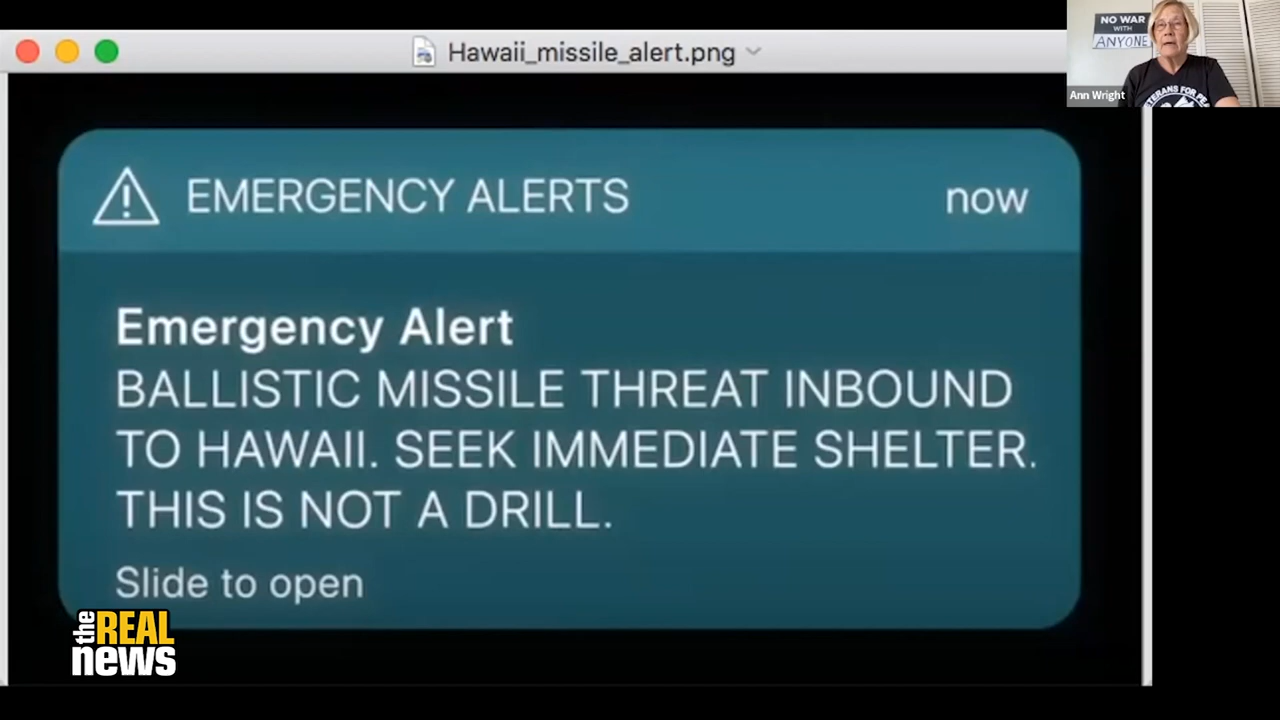 Hawaii_missile_alert.png
NO WAR
WITH
ANYONE
Ann Wright
EMERGENCY ALERTS
now
Emergency Alert
BALLISTIC MISSILE THREAT INBOUND
TO HAWAII. SEEK IMMEDIATE SHELTER.
THIS IS NOT A DRILL.
Slide to open
the REAL
news